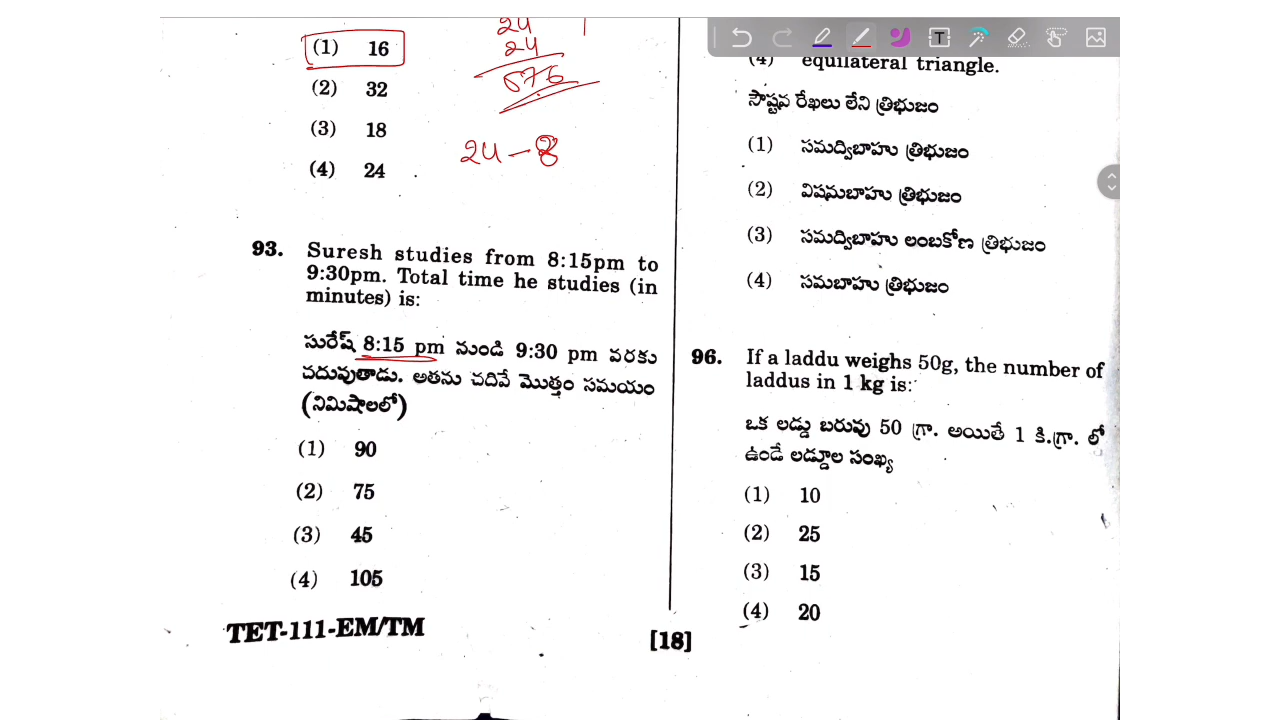 (1) 16
(2) 32
(3) 18
(4) 24
24
24
576
24 - 8
93. Suresh studies from 8:15pm to
9:30pm. Total time he studies (in
minutes) is:
సురేష్ 8:15 pm నుండి 9:30 pm వరకు
చదువుతాడు. అతను చదివే మొత్తం సమయం
(నిమిషాలలో)
(1) 90
(2) 75
(3) 45
(4) 105
TET-111-EM/TM
[18]
T
(4) equilateral triangle.
సౌష్టవ రేఖలు లేని త్రిభుజం
(1) సమద్విబాహు త్రిభుజం
(2) విషమబాహు త్రిభుజం
(3) సమద్విబాహు లంబకోణ త్రిభుజం
(4) సమబాహు త్రిభుజం
96. If a laddu weighs 50g, the number of
laddus in 1 kg is:
ఒక లడ్డు బరువు 50 గ్రా. అయితే 1 కి.గ్రా. లో
ఉండే లడ్డూల సంఖ్య
(1) 10
(2) 25
(3) 15
(4) 20